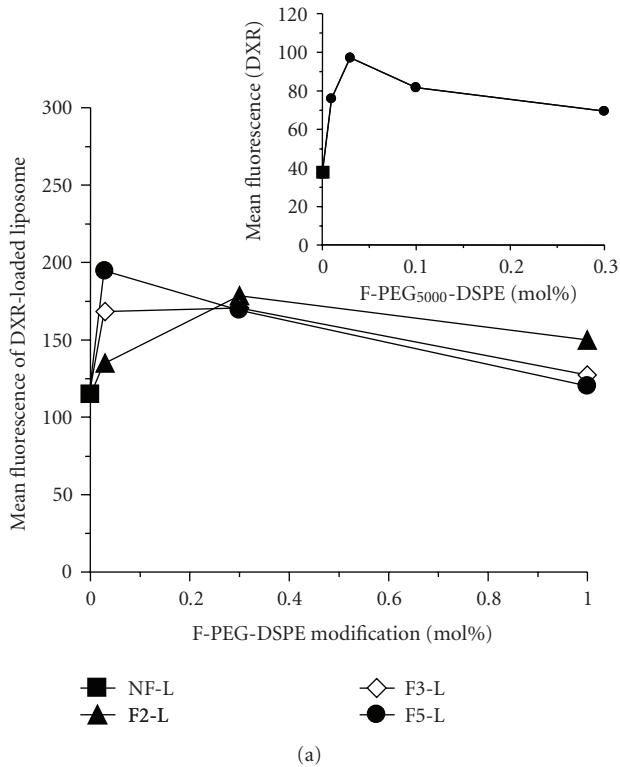 120
100
80
60
40
20
0
Mean fluorescence (DXR)
0
0.1
0.2
0.3
F-PEG5000-DSPE (mol%)
300
250
200
150
100
50
0
Mean fluorescence of DXR-loaded liposome
0
0.2
0.4
0.6
0.8
1
F-PEG-DSPE modification (mol%)
NF-L
F3-L
F2-L
F5-L
(a)